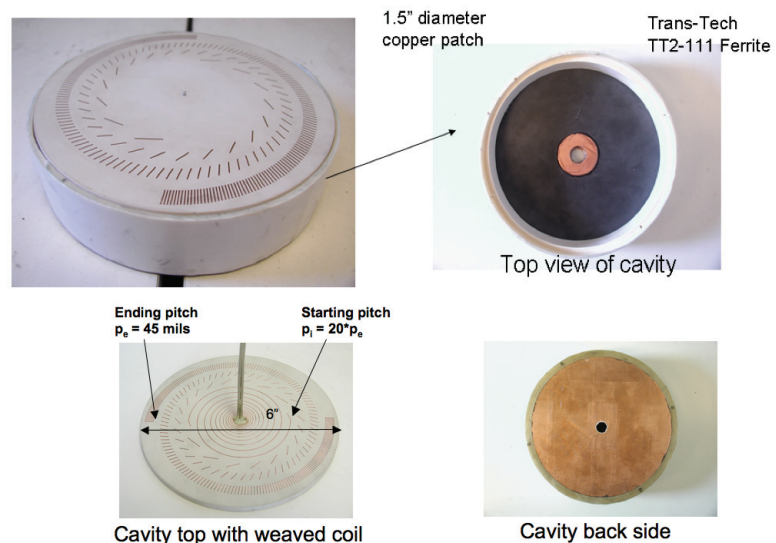 1.5" diameter
copper patch
Trans-Tech
TT2-111 Ferrite
Top view of cavity
Ending pitch
pₑ = 45 mils
Starting pitch
pᵢ = 20*pₑ
6"
Cavity top with weaved coil
Cavity back side